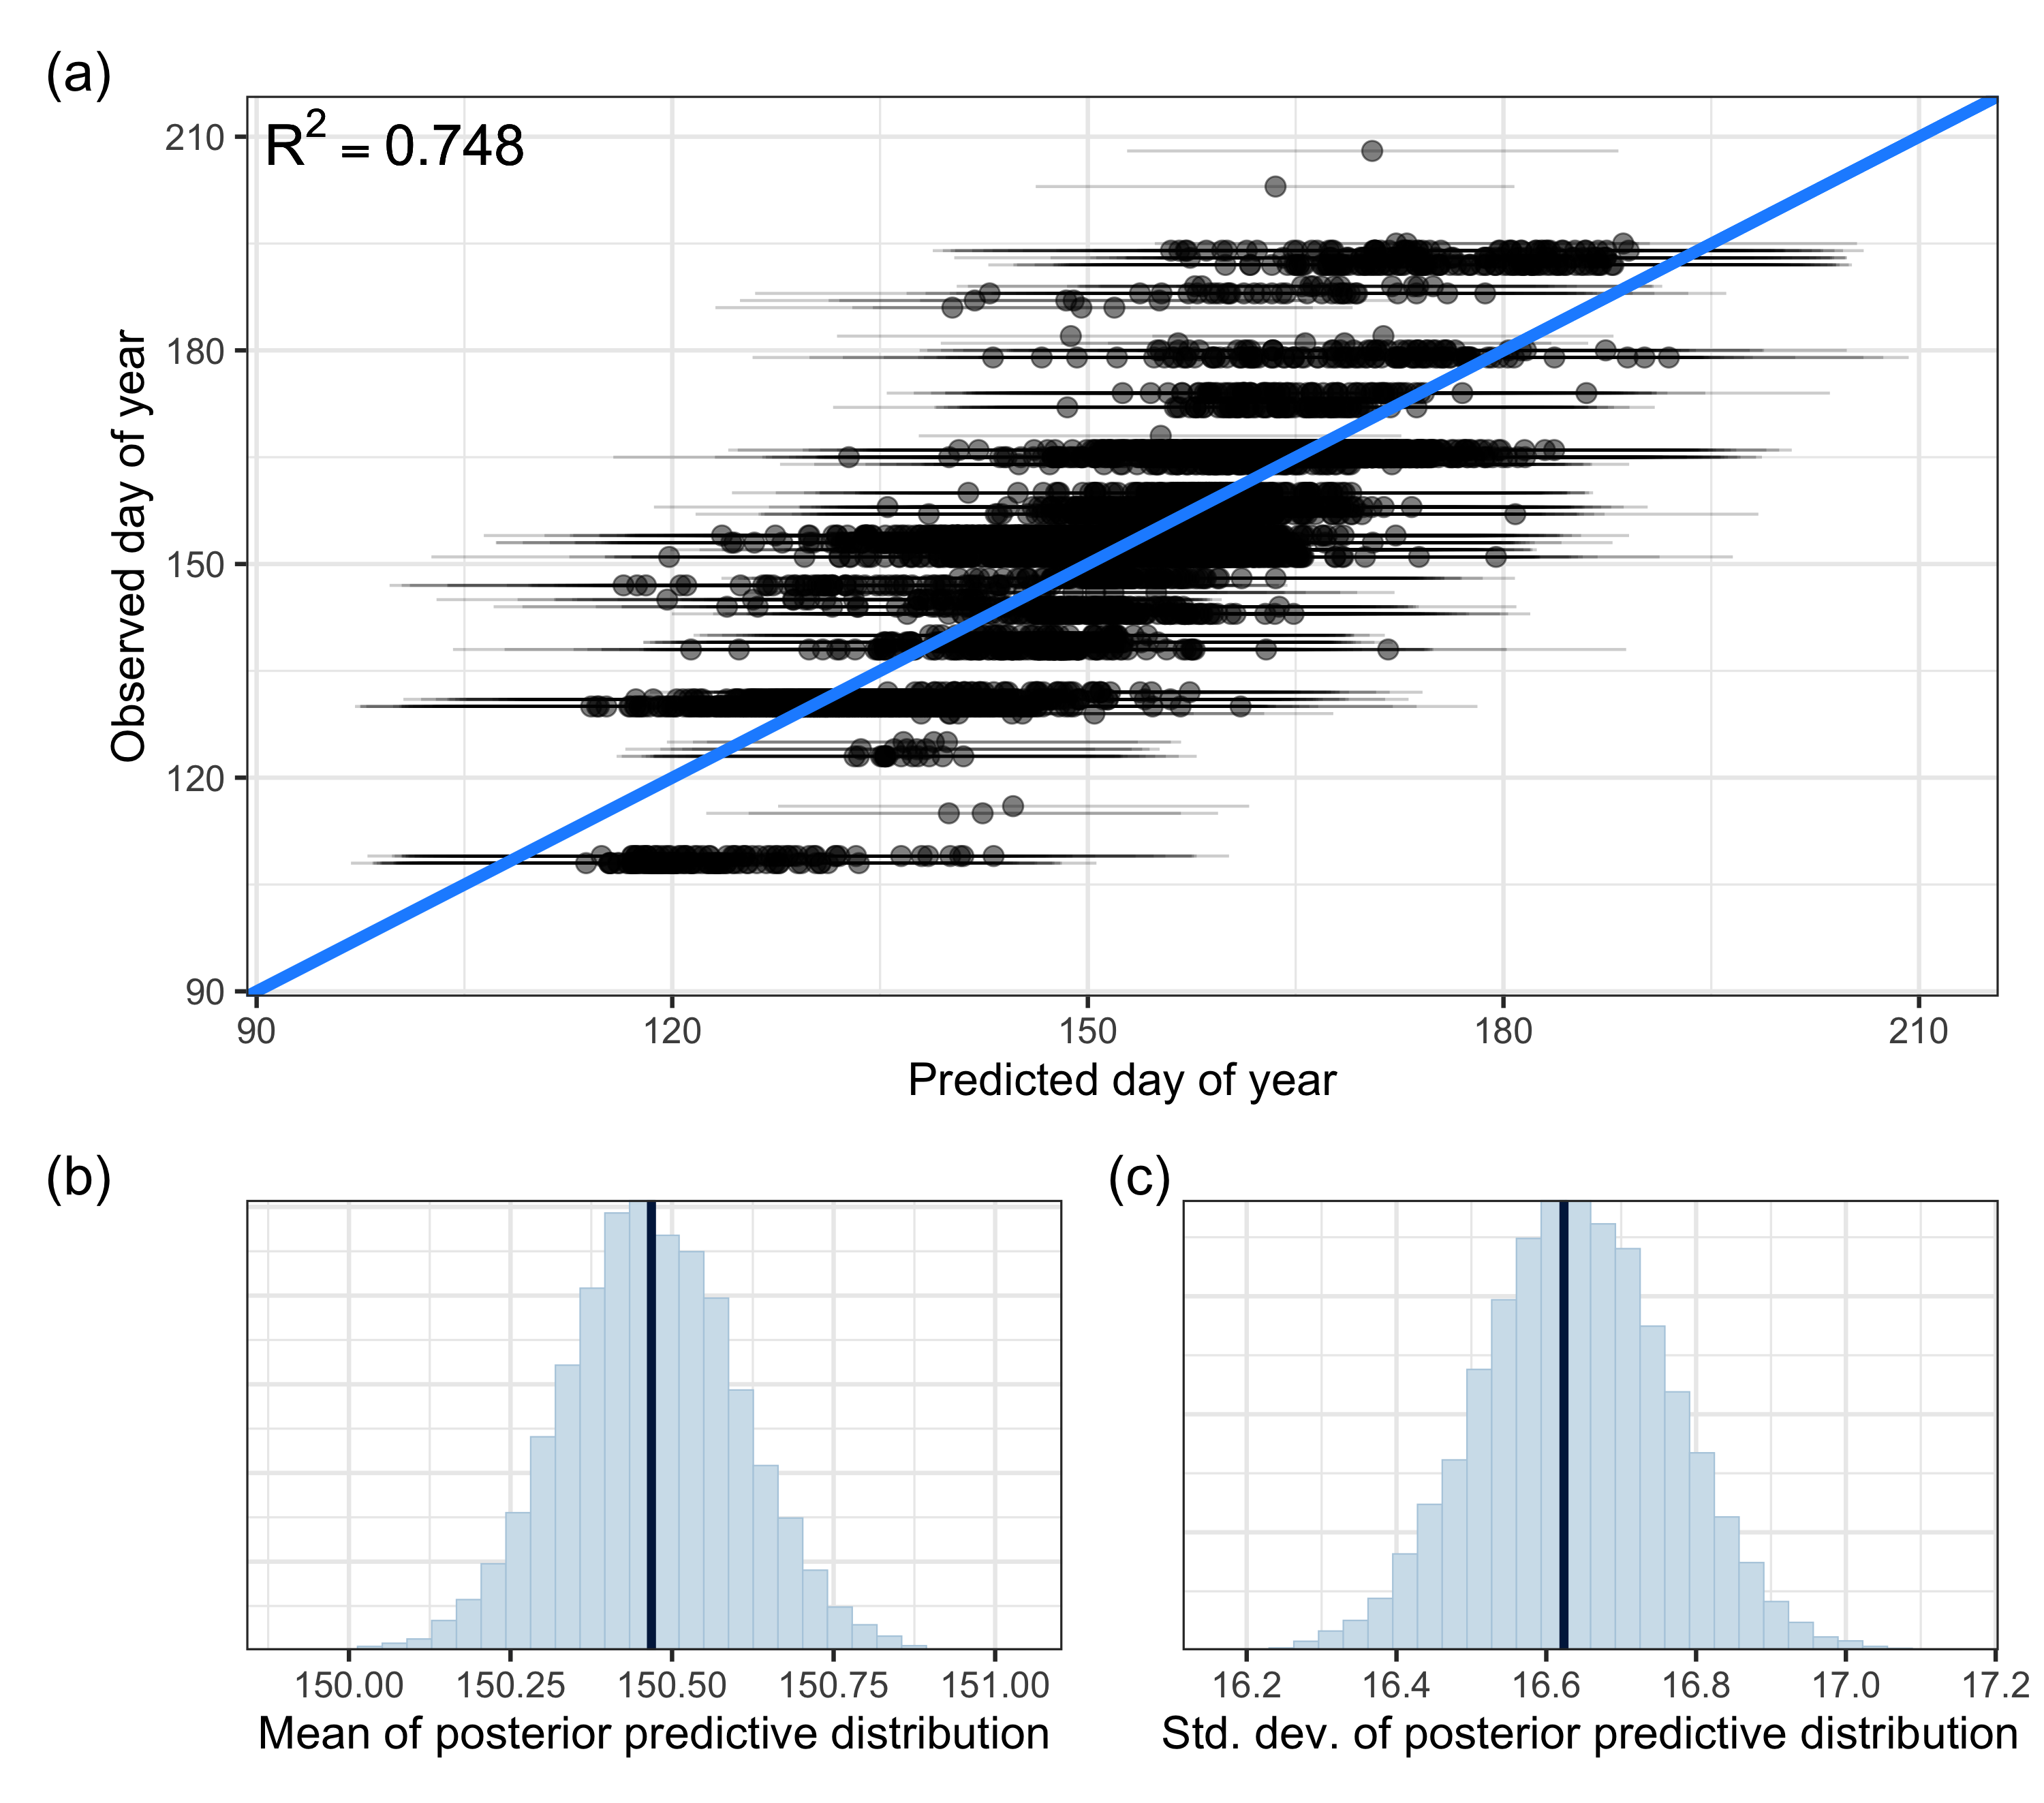 (a)
R² = 0.748
210
180
150
120
90
Observed day of year
90 120 150 180 210
Predicted day of year
(b)
150.00 150.25 150.50 150.75 151.00
Mean of posterior predictive distribution
(c)
16.2 16.4 16.6 16.8 17.0 17.2
Std. dev. of posterior predictive distribution